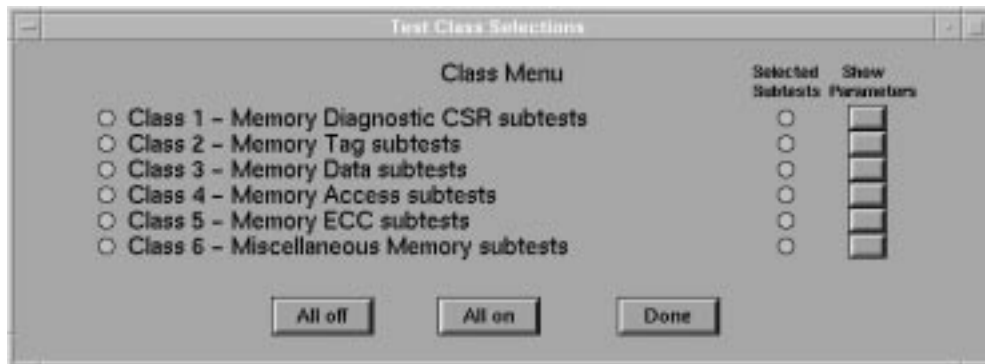 Test Class Selections
Class Menu
Selected Subtests
Show Parameters
Class 1 - Memory Diagnostic CSR subtests
Class 2 - Memory Tag subtests
Class 3 - Memory Data subtests
Class 4 - Memory Access subtests
Class 5 - Memory ECC subtests
Class 6 - Miscellaneous Memory subtests
All off
All on
Done